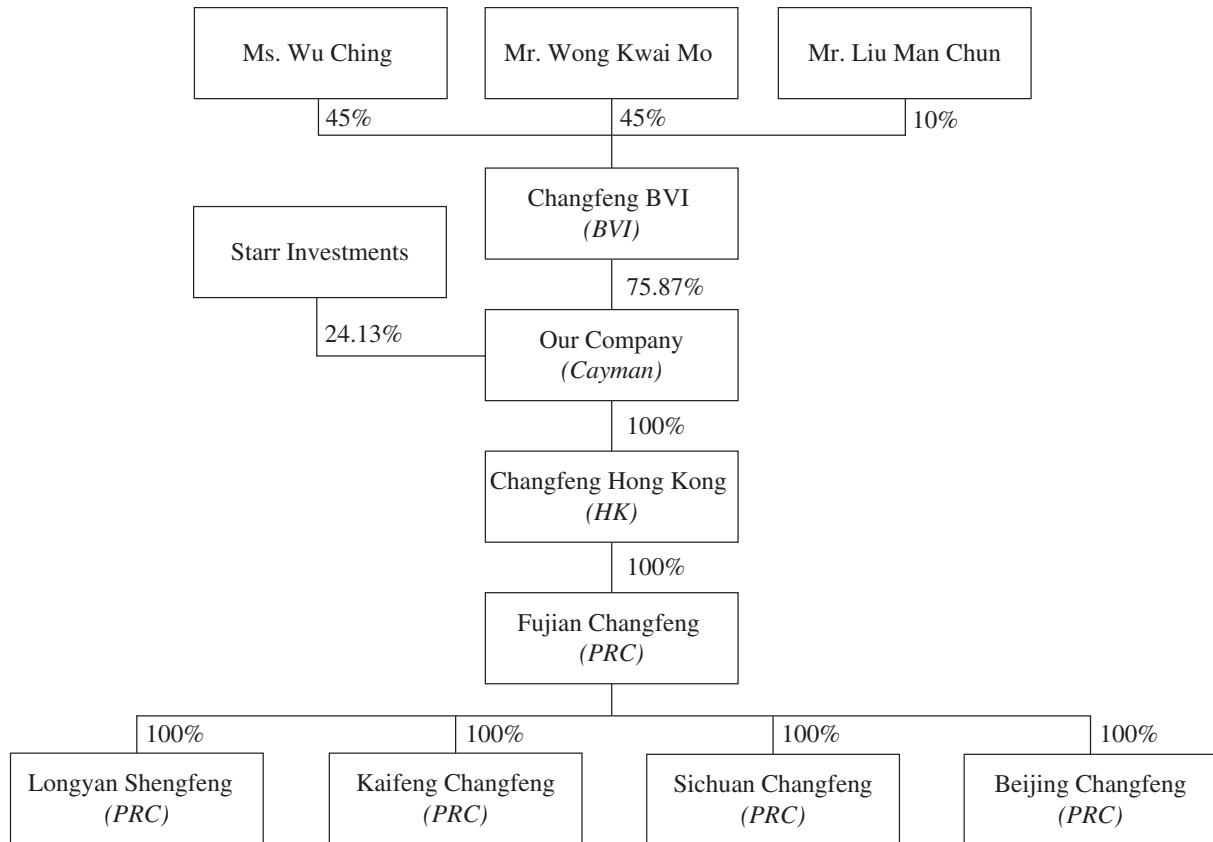 Ms. Wu Ching
Mr. Wong Kwai Mo
Mr. Liu Man Chun
45%
45%
10%
Changfeng BVI
(BVI)
Starr Investments
75.87%
24.13%
Our Company
(Cayman)
100%
Changfeng Hong Kong
(HK)
100%
Fujian Changfeng
(PRC)
100%
100%
100%
100%
Longyan Shengfeng
(PRC)
Kaifeng Changfeng
(PRC)
Sichuan Changfeng
(PRC)
Beijing Changfeng
(PRC)